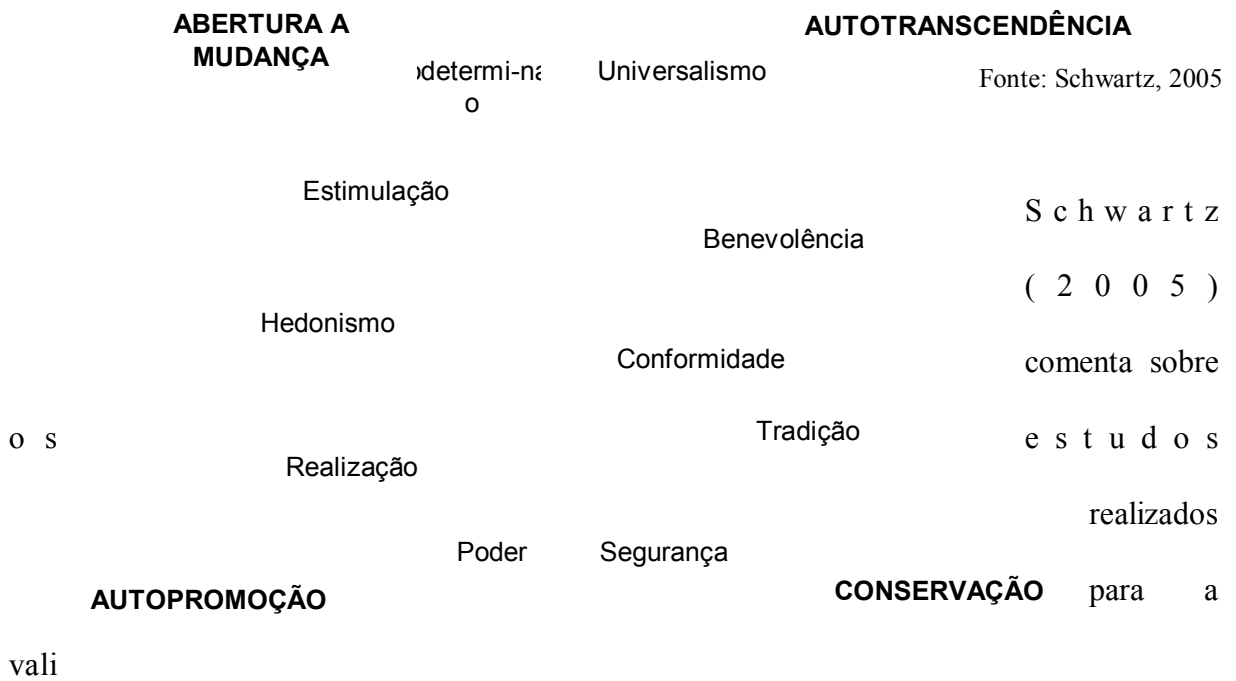 ABERTURA A
MUDANÇA
AUTOTRANSCENDÊNCIA
Universalismo
o
Fonte: Schwartz, 2005
Estimulação
Benevolência
Hedonismo
Conformidade
Tradição
Realização
Poder
Segurança
AUTOPROMOÇÃO
CONSERVAÇÃO
Schwartz
(2005)
comenta sobre
os
estudos
realizados
para a
vali